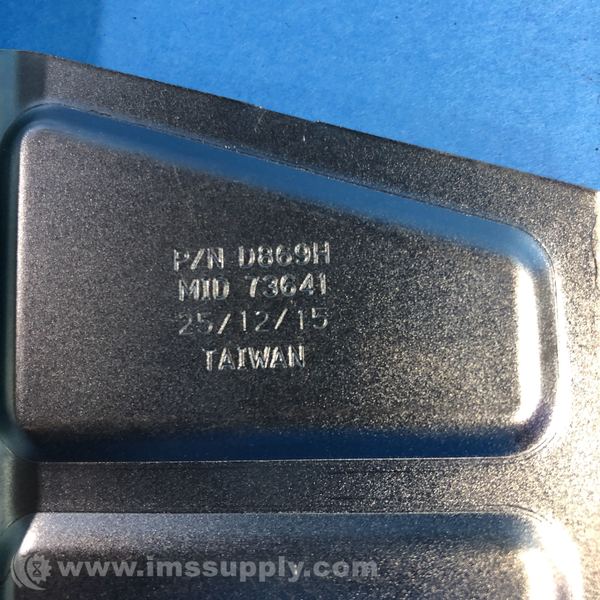 P/N D869H
MID 73641
25/12/15
TAIWAN
www.imssupply.com